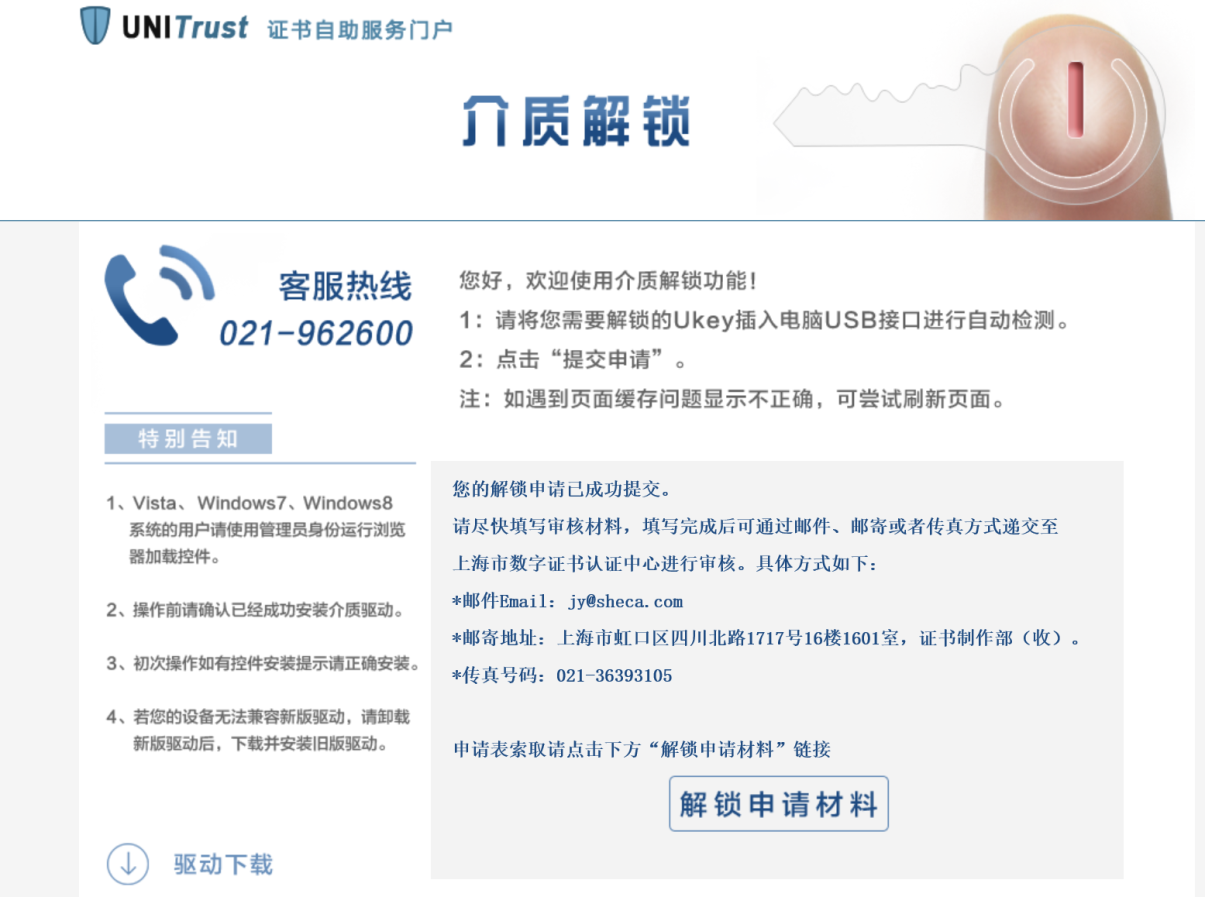 UNITrust 证书自助服务门户
介质解锁
客服热线
021-962600
特别告知
1、Vista、Windows7、Windows8
系统的用户请使用管理员身份运行浏览
器加载控件。
2、操作前请确认已经成功安装介质驱动。
3、初次操作如有控件安装提示请正确安装。
4、若您的设备无法兼容新版驱动，请卸载
新版驱动后，下载并安装旧版驱动。
驱动下载
您好，欢迎使用介质解锁功能！
1：请将您需要解锁的Ukey插入电脑USB接口进行自动检测。
2：点击“提交申请”。
注：如遇到页面缓存问题显示不正确，可尝试刷新页面。
您的解锁申请已成功提交。
请尽快填写审核材料，填写完成后可通过邮件、邮寄或者传真方式递交至
上海市数字证书认证中心进行审核。具体方式如下：
*邮件Email：jy@sheca.com
*邮寄地址：上海市虹口区四川北路1717号16楼1601室，证书制作部（收）。
*传真号码：021-36393105
申请表索取请点击下方“解锁申请材料”链接
解锁申请材料